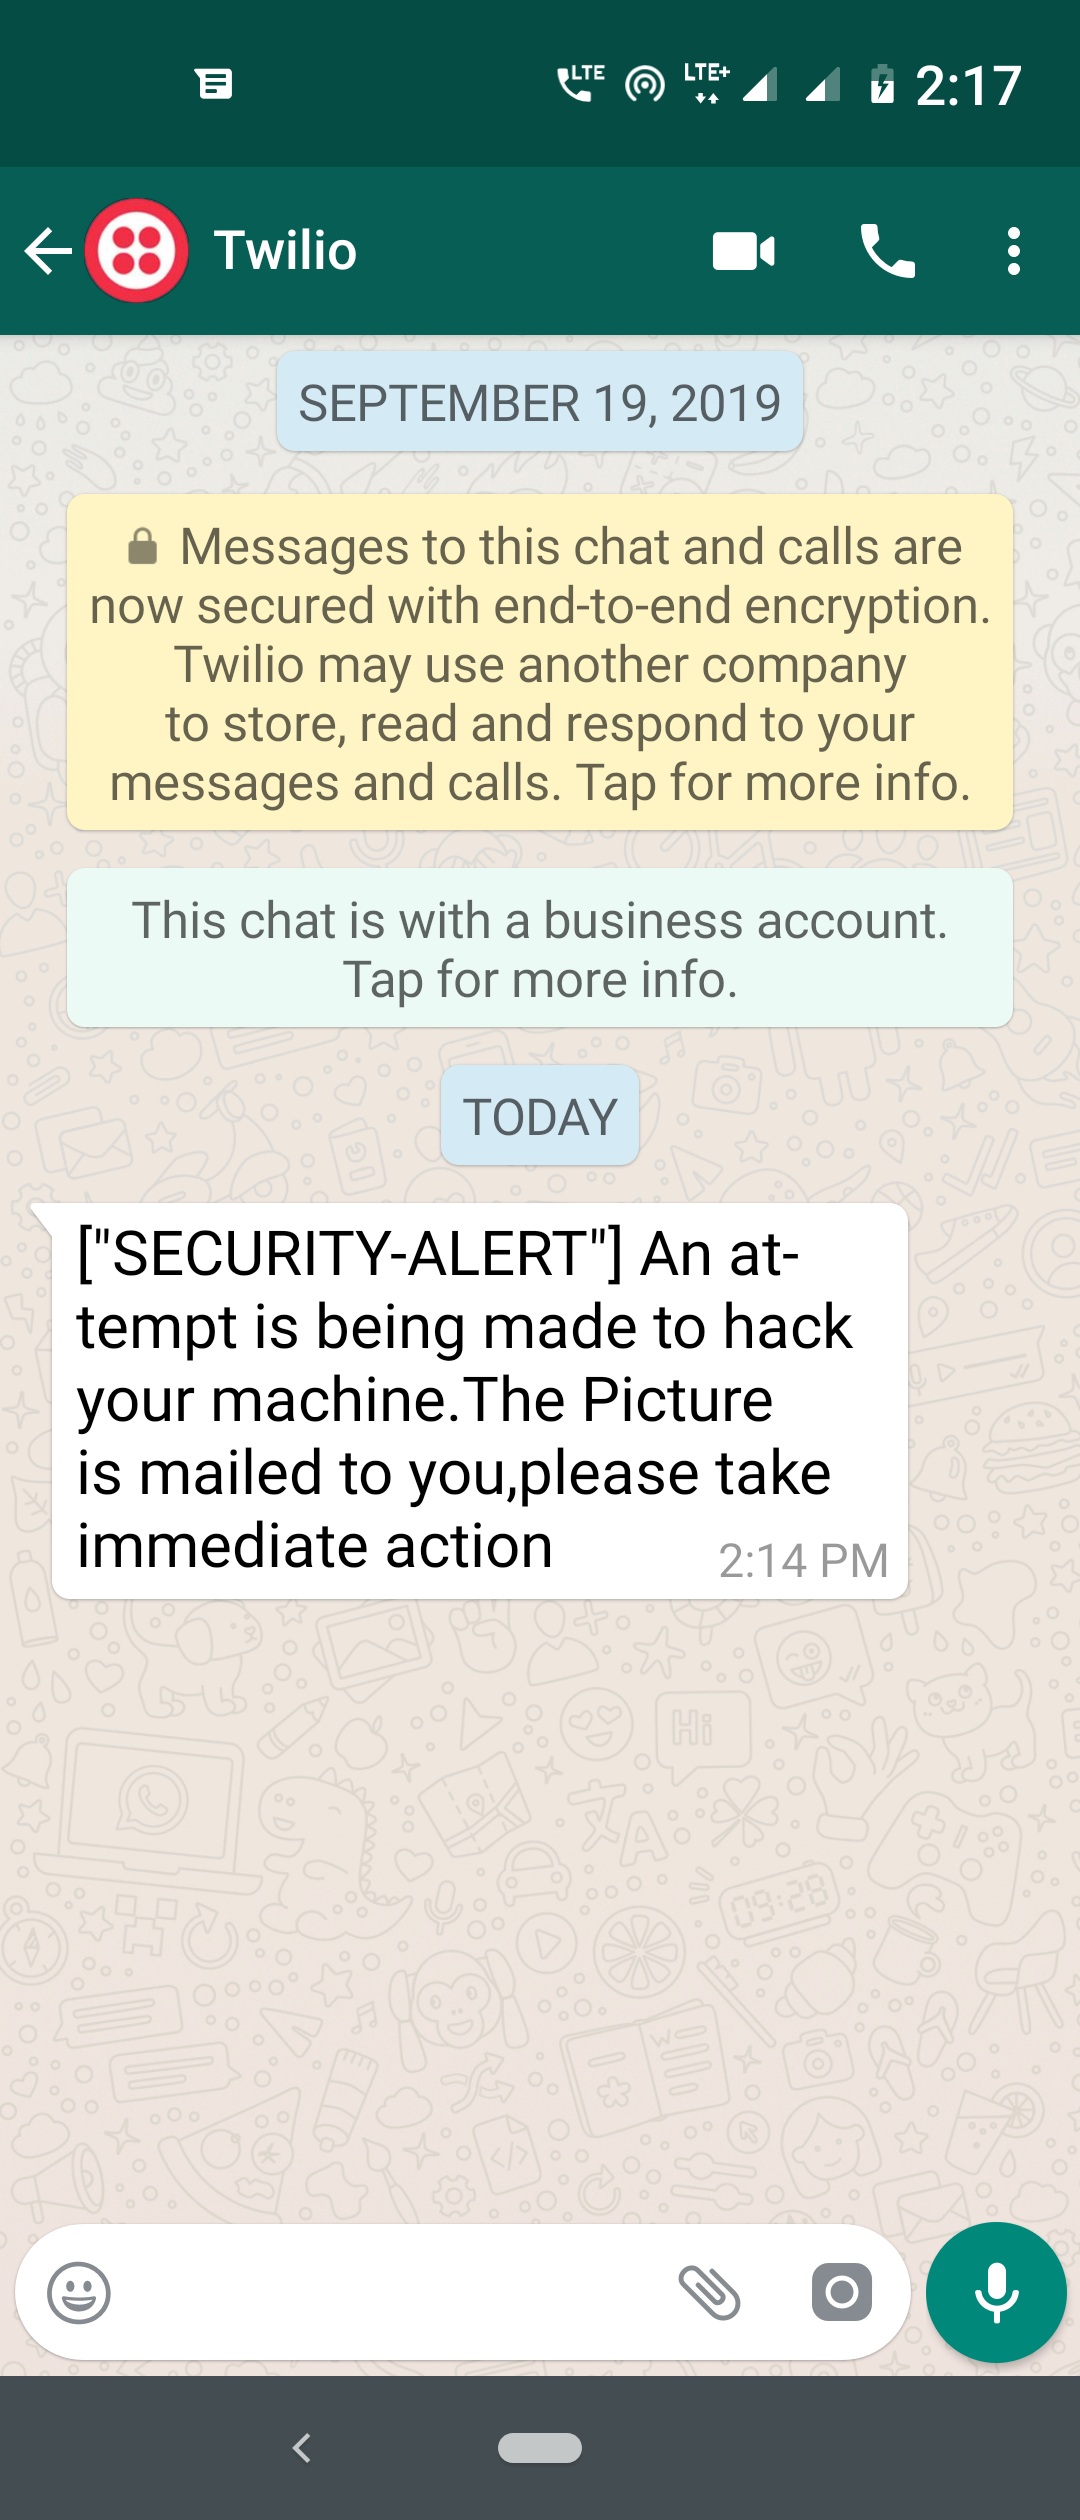 LTE LTE+ 2:17
Twilio
SEPTEMBER 19, 2019
Messages to this chat and calls are
now secured with end-to-end encryption.
Twilio may use another company
to store, read and respond to your
messages and calls. Tap for more info.
This chat is with a business account.
Tap for more info.
TODAY
["SECURITY-ALERT"] An at-
tempt is being made to hack
your machine.The Picture
is mailed to you,please take
immediate action
2:14 PM
Hi
09:28